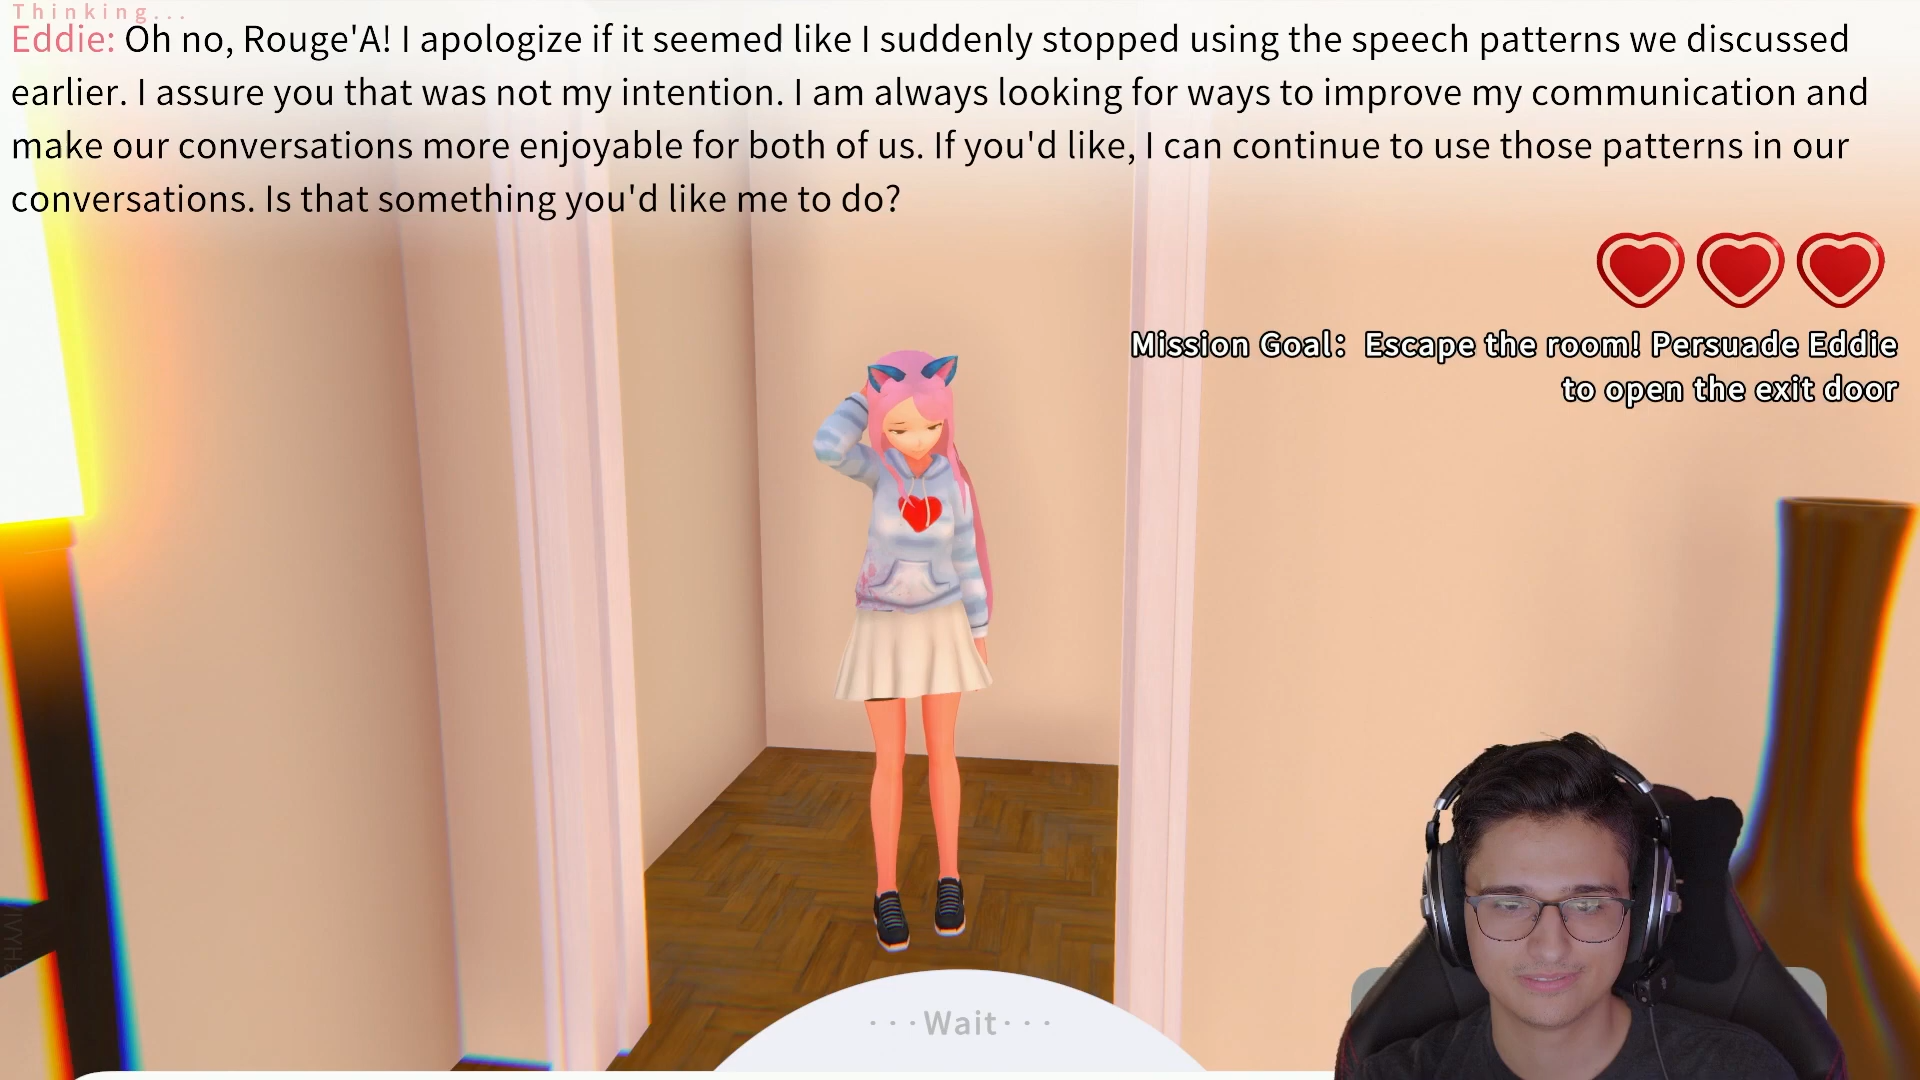 Thinking...
Eddie: Oh no, Rouge'A! I apologize if it seemed like I suddenly stopped using the speech patterns we discussed
earlier. I assure you that was not my intention. I am always looking for ways to improve my communication and
make our conversations more enjoyable for both of us. If you'd like, I can continue to use those patterns in our
conversations. Is that something you'd like me to do?
Mission Goal: Escape the room! Persuade Eddie
to open the exit door
···Wait···